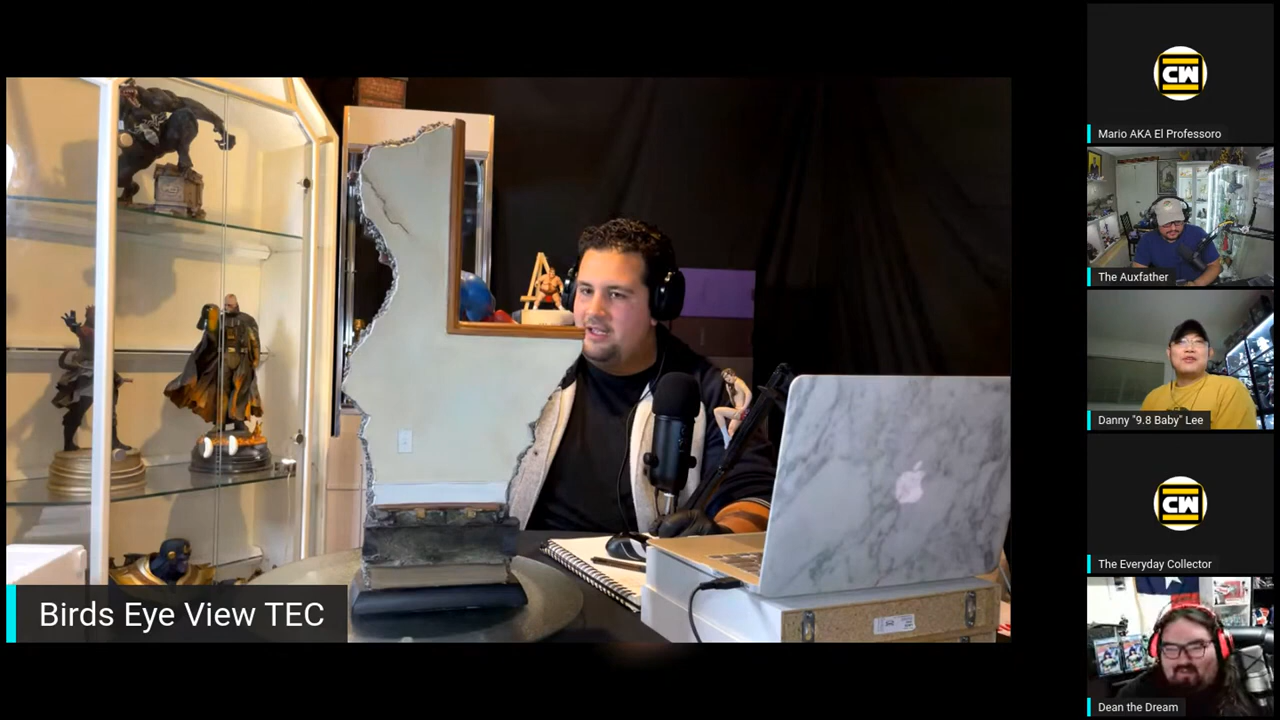 Birds Eye View TEC
CW
Mario AKA El Professoro
The Auxfather
Danny "9.8 Baby" Lee
CW
The Everyday Collector
Dean the Dream